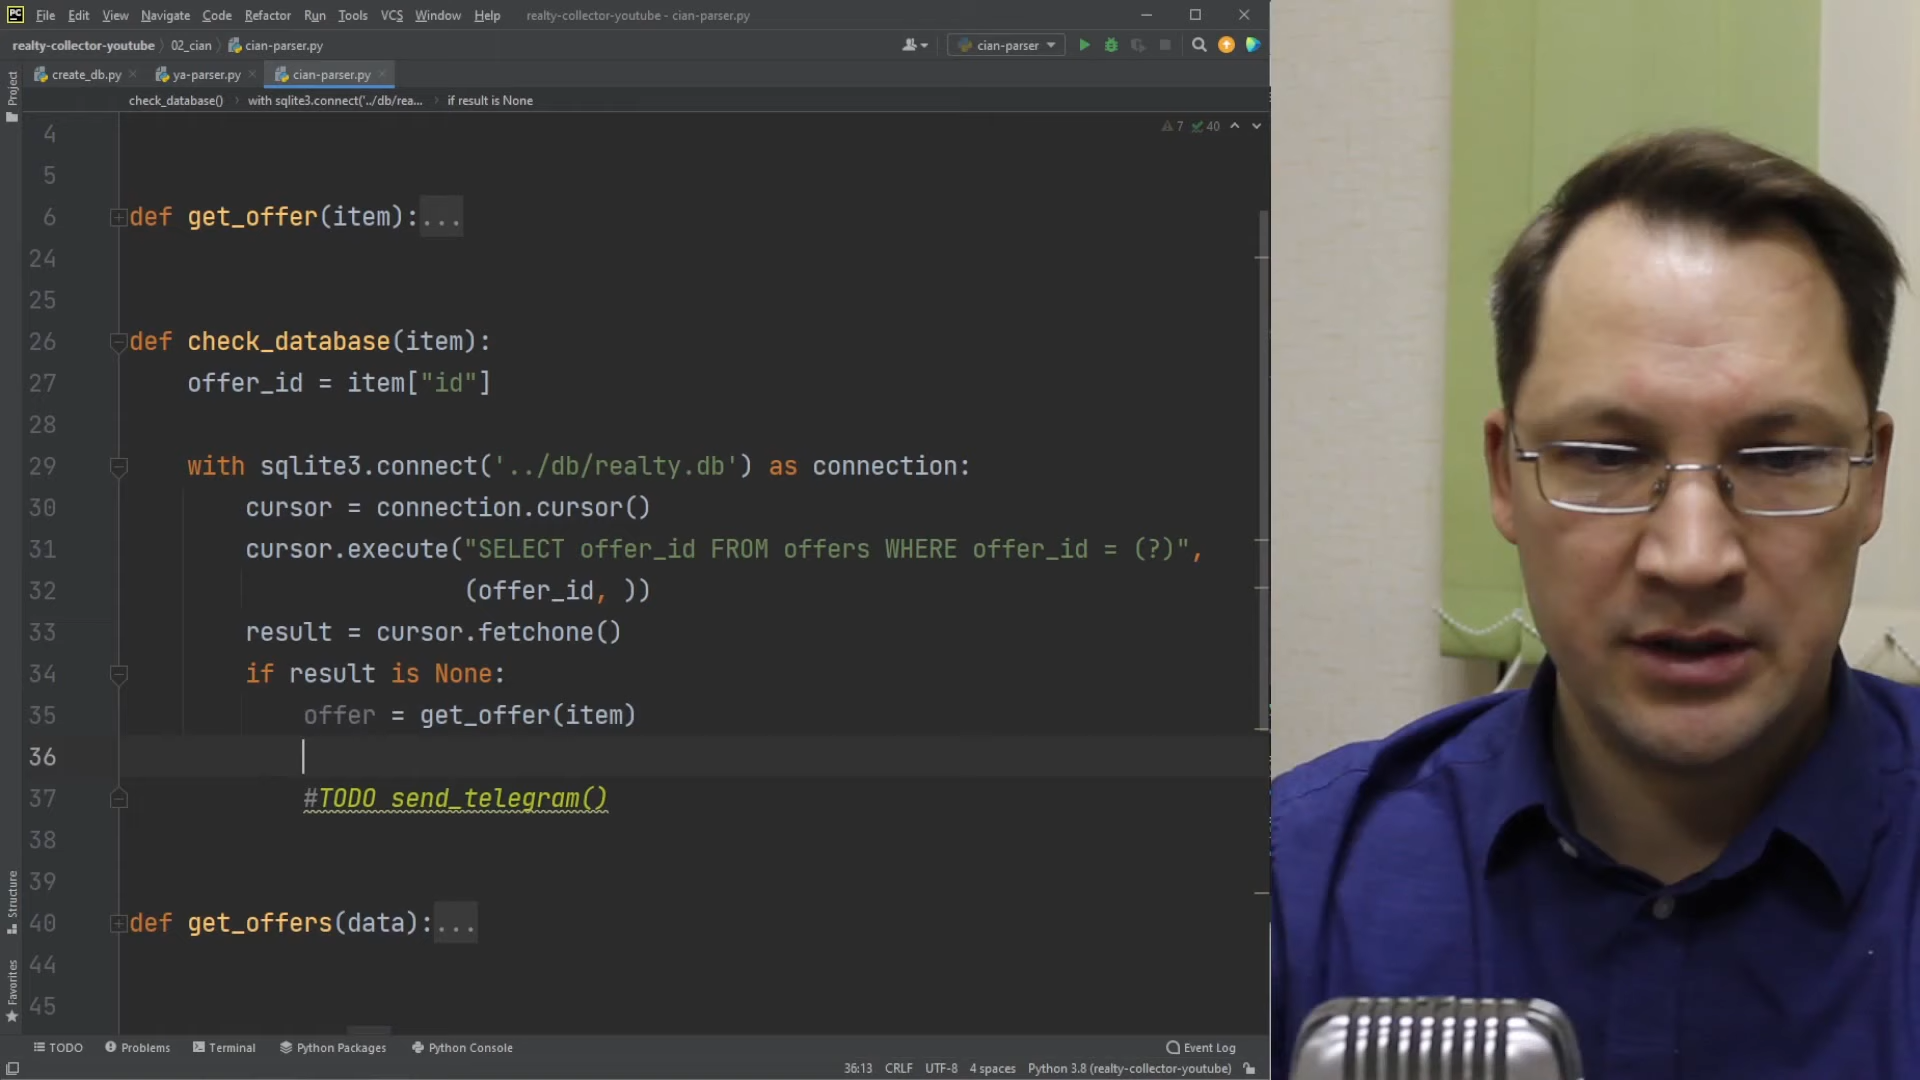 PC File Edit View Navigate Code Refactor Run Tools VCS Window Help realty-collector-youtube - cian-parser.py
realty-collector-youtube 02_cian cian-parser.py cian-parser
create_db.py ya-parser.py cian-parser.py
Project
check_database() with sqlite3.connect('../db/rea... if result is None
7 40
4
5
6 def get_offer(item):...
24
25
26 def check_database(item):
27 offer_id = item["id"]
28
29 with sqlite3.connect('../db/realty.db') as connection:
30 cursor = connection.cursor()
31 cursor.execute("SELECT offer_id FROM offers WHERE offer_id = (?)",
32 (offer_id, ))
33 result = cursor.fetchone()
34 if result is None:
35 offer = get_offer(item)
36
37 #TODO send_telegram()
38
39
40 def get_offers(data):...
44
45
Structure
Favorites
TODO Problems Terminal Python Packages Python Console Event Log
36:13 CRLF UTF-8 4 spaces Python 3.8 (realty-collector-youtube)